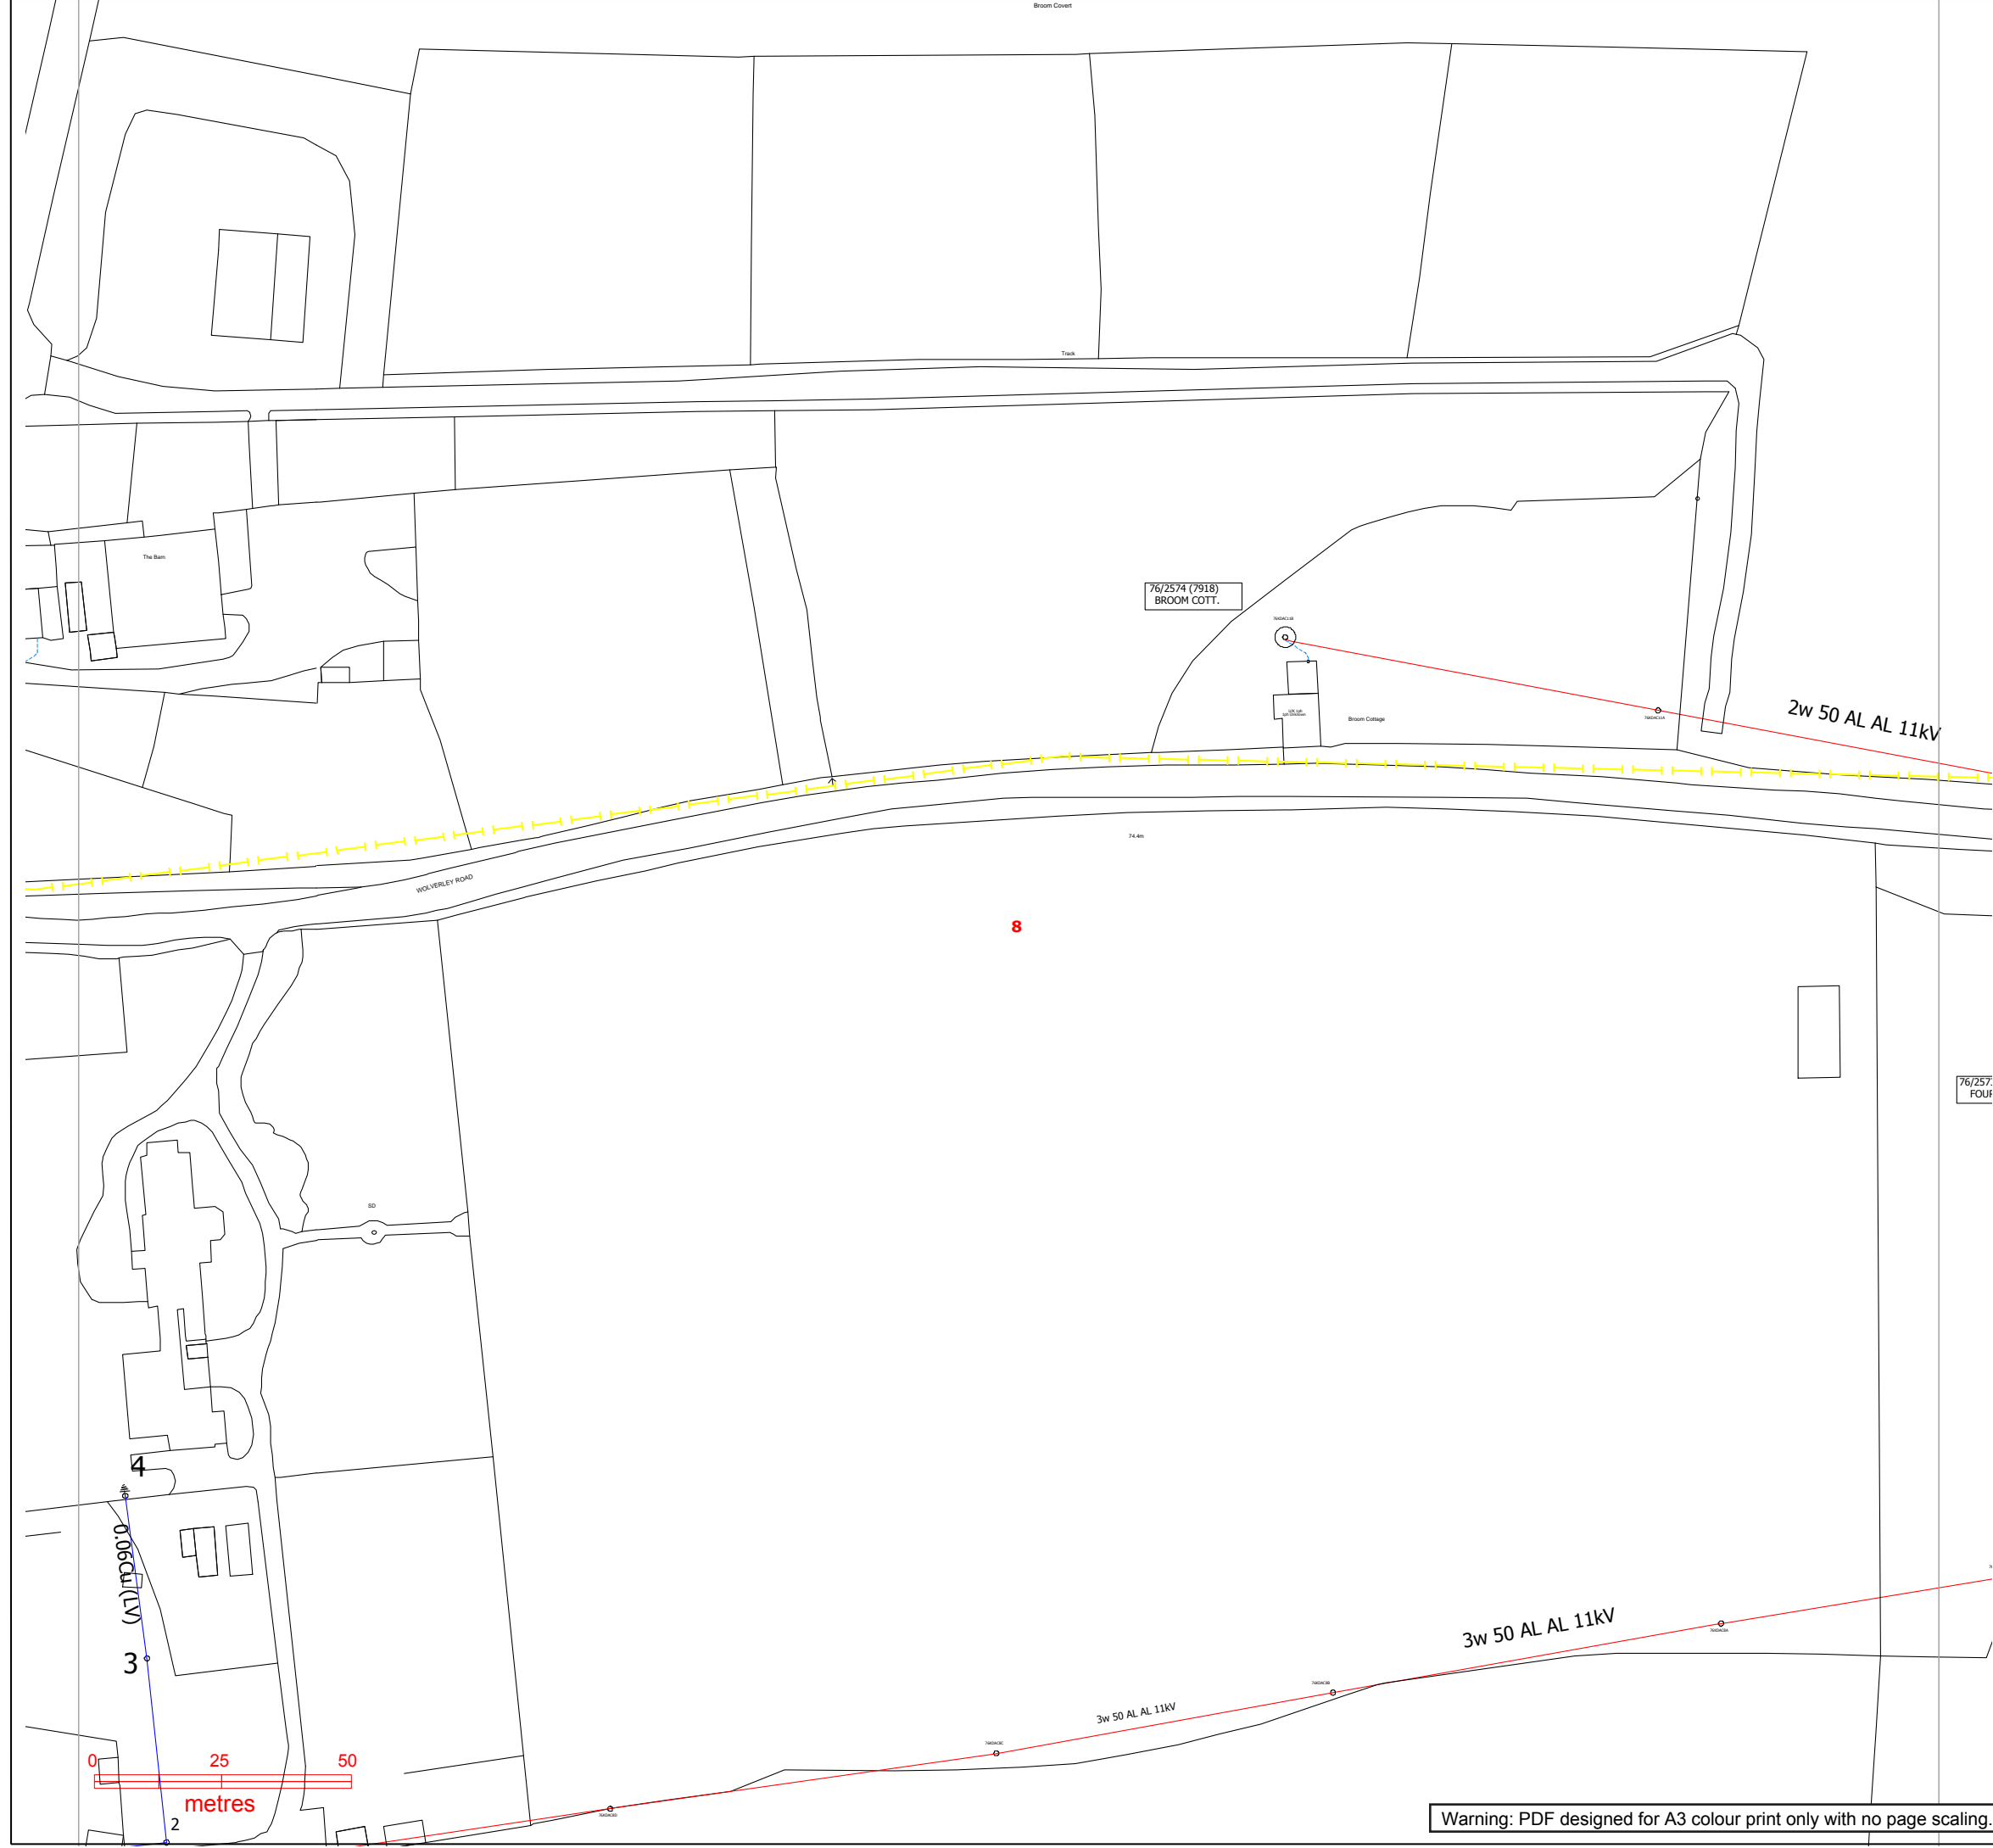 Broom Covert
Track
The Barn
76/2574 (7918)
BROOM COTT.
Broom Cottage
2w 50 AL AL 11kV
74.4m
WOLVERLEY ROAD
8
76/257
FOUR
SD
4
0.06Cu(LV)
3
3w 50 AL AL 11kV
3w 50 AL AL 11kV
0 25 50
metres
2
Warning: PDF designed for A3 colour print only with no page scaling.